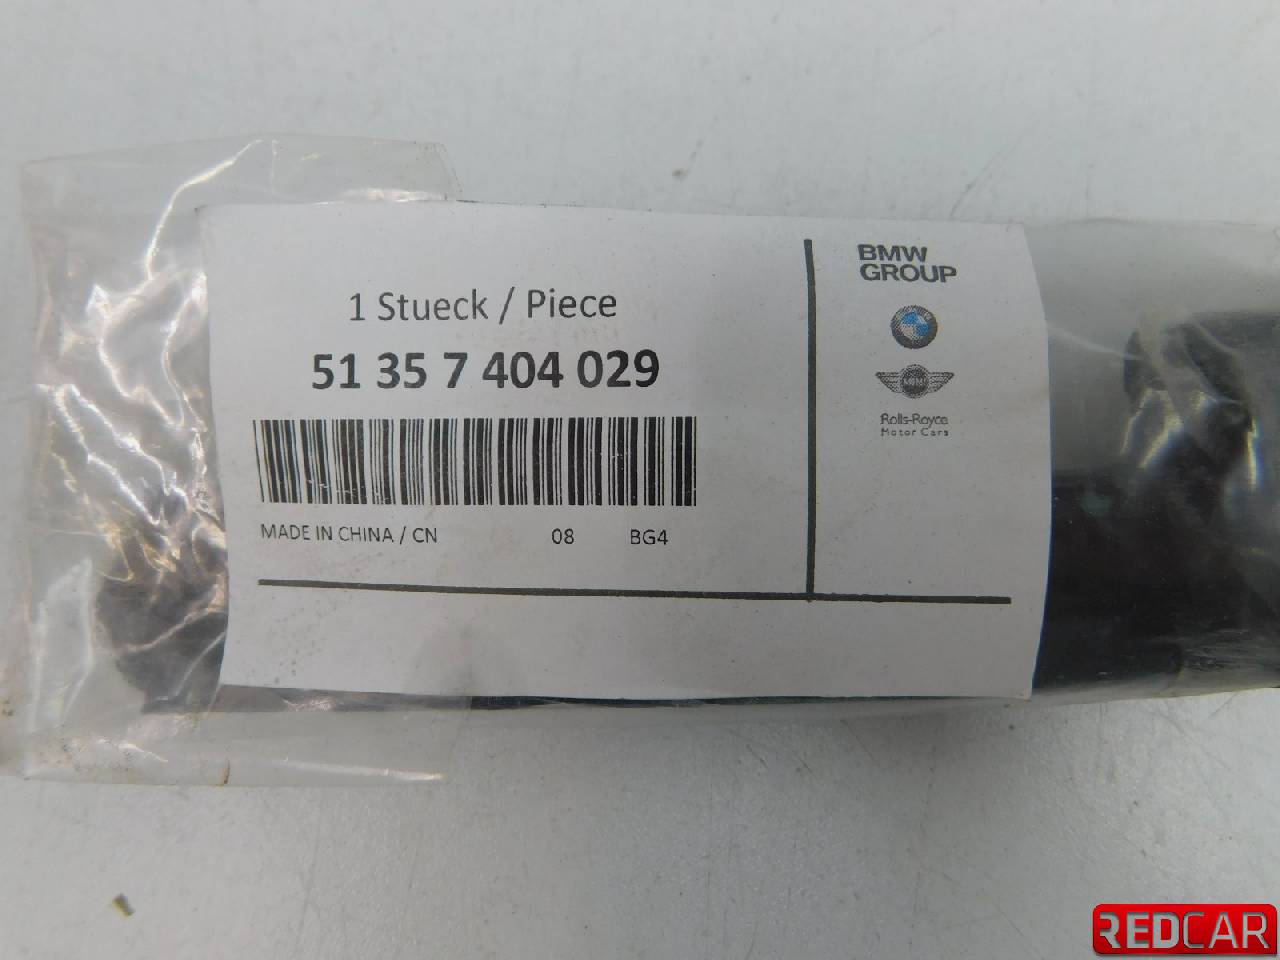 1 Stueck / Piece
51 35 7 404 029
MADE IN CHINA / CN 08 BG4
BMW
GROUP
MINI
Rolls-Royce
Motor Cars
REDCAR